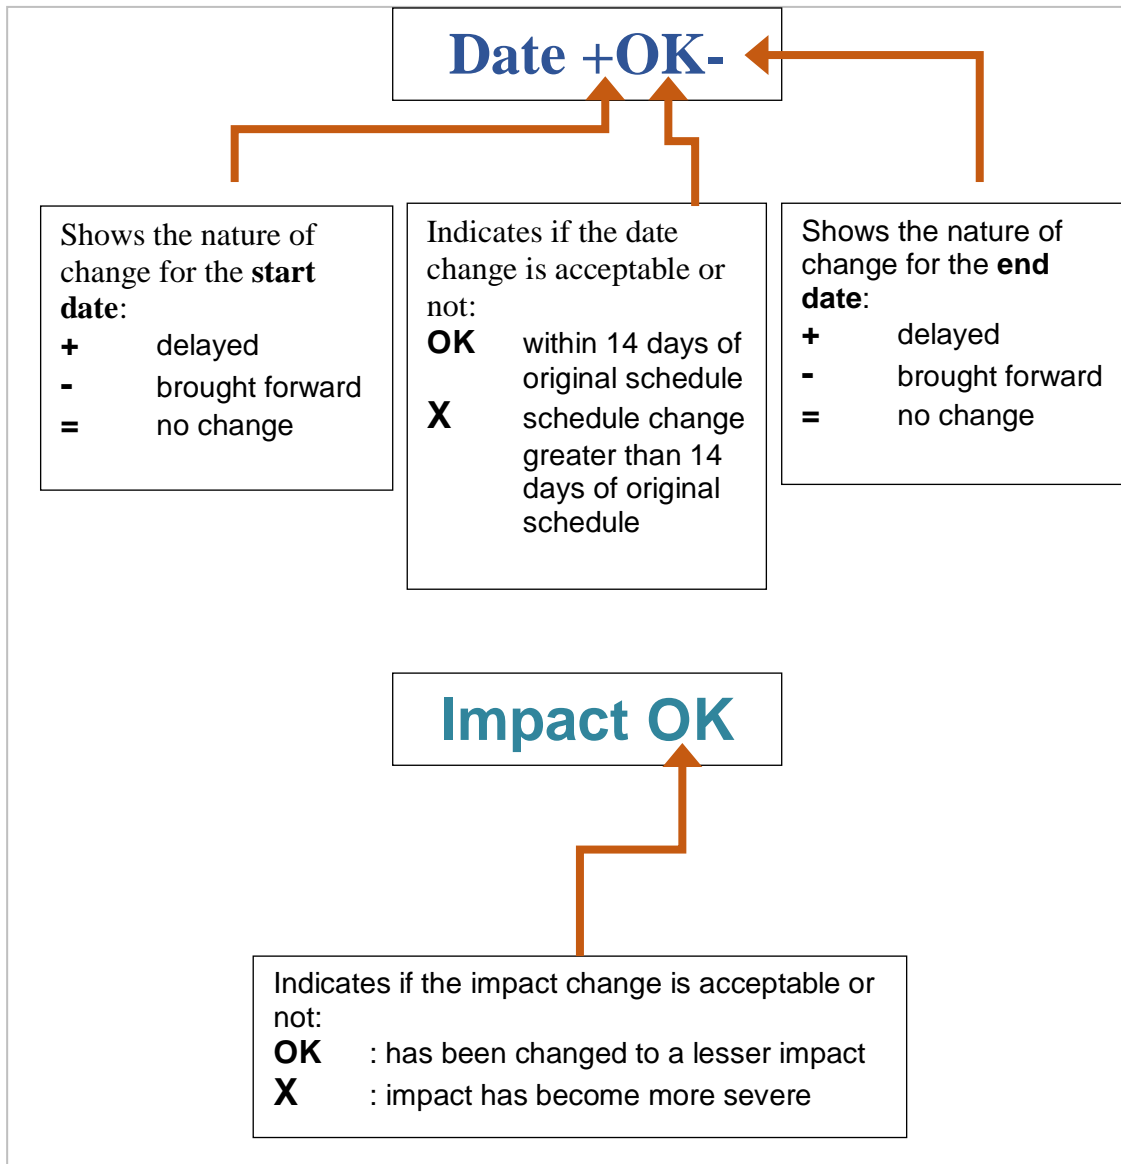 Date +OK-
Shows the nature of
change for the start
date:
+ delayed
- brought forward
= no change
Indicates if the date
change is acceptable or
not:
OK within 14 days of
original schedule
X schedule change
greater than 14
days of original
schedule
Shows the nature of
change for the end
date:
+ delayed
- brought forward
= no change
Impact OK
Indicates if the impact change is acceptable or
not:
OK : has been changed to a lesser impact
X : impact has become more severe